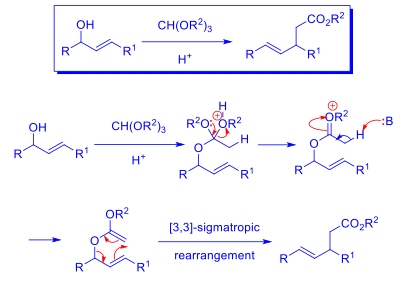 OH CH(OR²)₃ CO₂R²
R R¹ H⁺ R R¹
H
OH CH(OR²)₃ R²O: ⊕ OR² ⊕ OR² :B
O H O H
R R¹ H⁺ R R¹ R R¹
OR² [3,3]-sigmatropic CO₂R²
O
R R¹ rearrangement R R¹